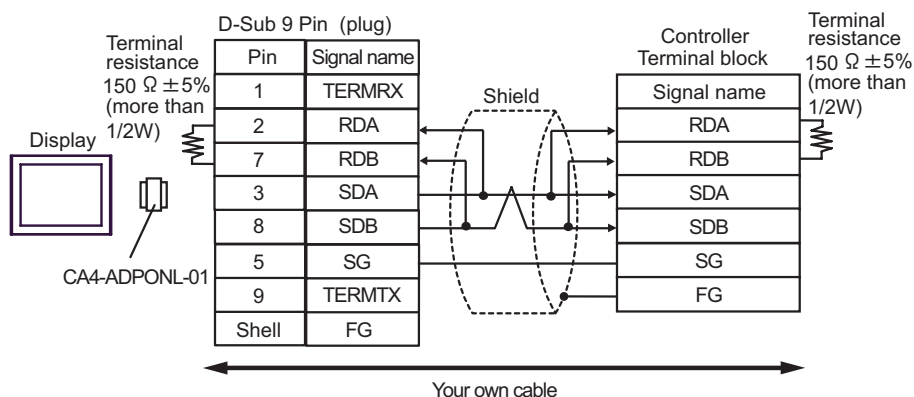 D-Sub 9 Pin (plug)
Terminal
resistance
150 Ω ±5%
(more than
1/2W)
Display
CA4-ADPONL-01
Pin Signal name
1 TERMRX
2 RDA
7 RDB
3 SDA
8 SDB
5 SG
9 TERMTX
Shell FG
Shield
Controller
Terminal block
Signal name
RDA
RDB
SDA
SDB
SG
FG
Terminal
resistance
150 Ω ±5%
(more than
1/2W)
Your own cable